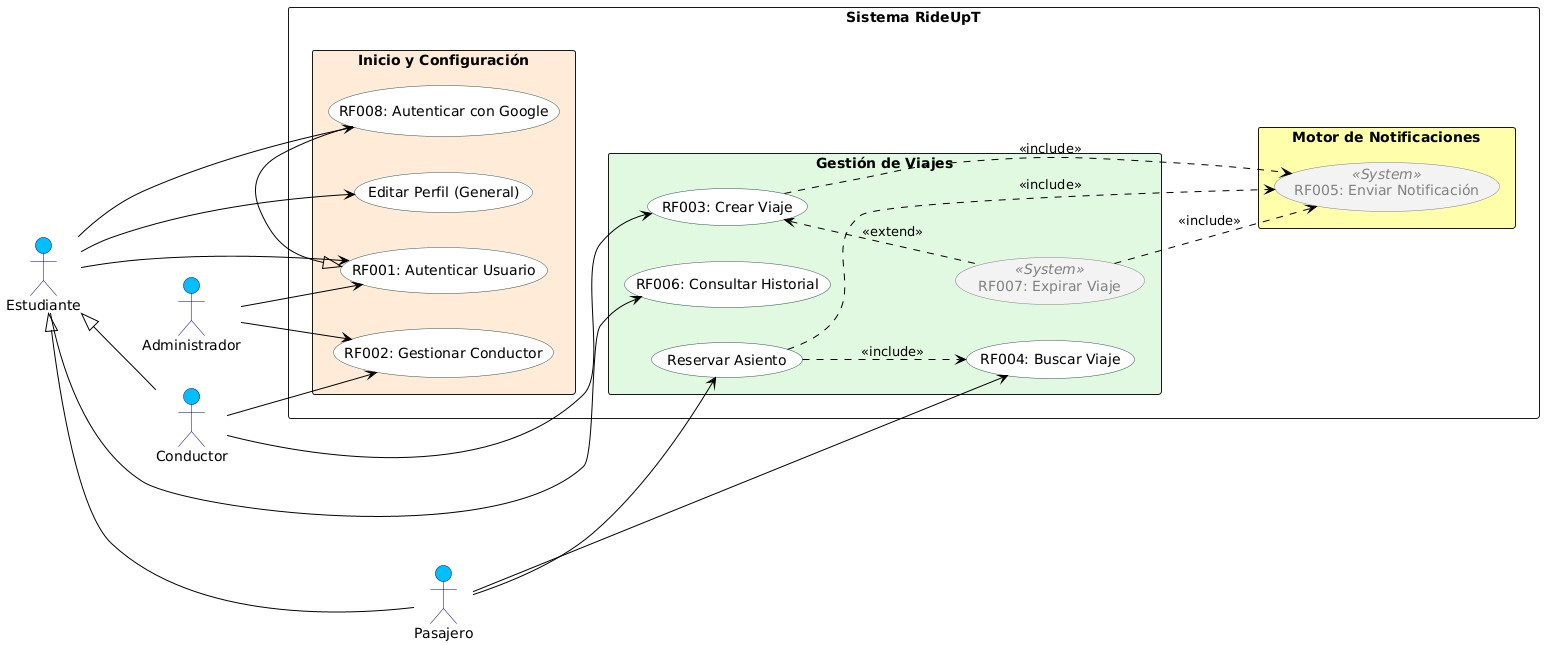 Sistema RideUpT
Inicio y Configuración
RF008: Autenticar con Google
Editar Perfil (General)
RF001: Autenticar Usuario
RF002: Gestionar Conductor
Gestión de Viajes
RF003: Crear Viaje
RF006: Consultar Historial
Reservar Asiento
«System»
RF007: Expirar Viaje
RF004: Buscar Viaje
Motor de Notificaciones
«System»
RF005: Enviar Notificación
«include»
«include»
«extend»
«include»
«include»
Estudiante
Administrador
Conductor
Pasajero